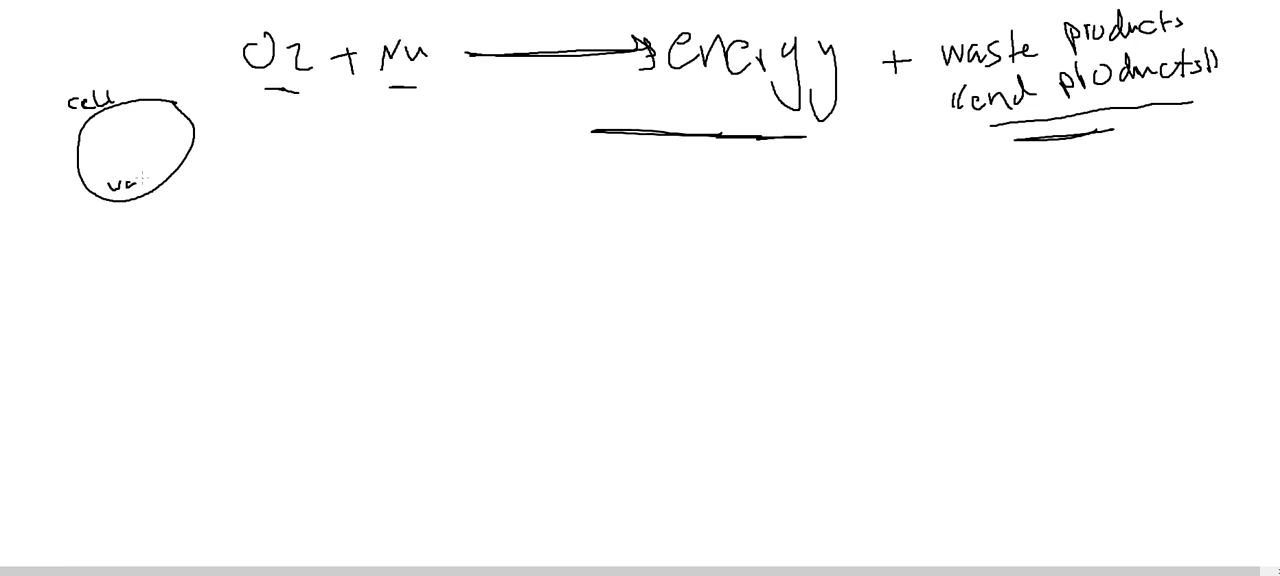 O2 + Nu → energy + waste products
"end products"
cell